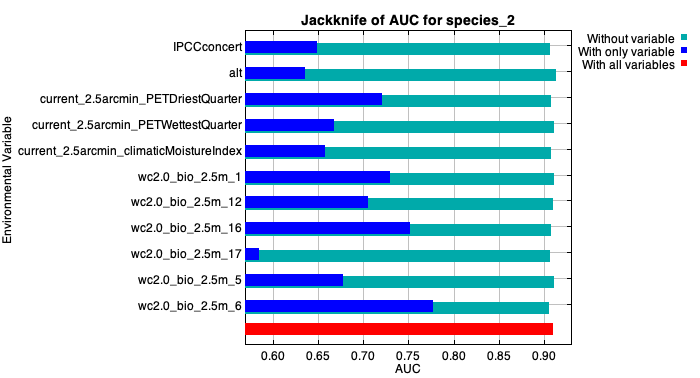 Jackknife of AUC for species_2
Without variable
With only variable
With all variables
Environmental Variable
IPCCconcert
alt
current_2.5arcmin_PETDriestQuarter
current_2.5arcmin_PETWettestQuarter
current_2.5arcmin_climaticMoistureIndex
wc2.0_bio_2.5m_1
wc2.0_bio_2.5m_12
wc2.0_bio_2.5m_16
wc2.0_bio_2.5m_17
wc2.0_bio_2.5m_5
wc2.0_bio_2.5m_6
0.60 0.65 0.70 0.75 0.80 0.85 0.90
AUC